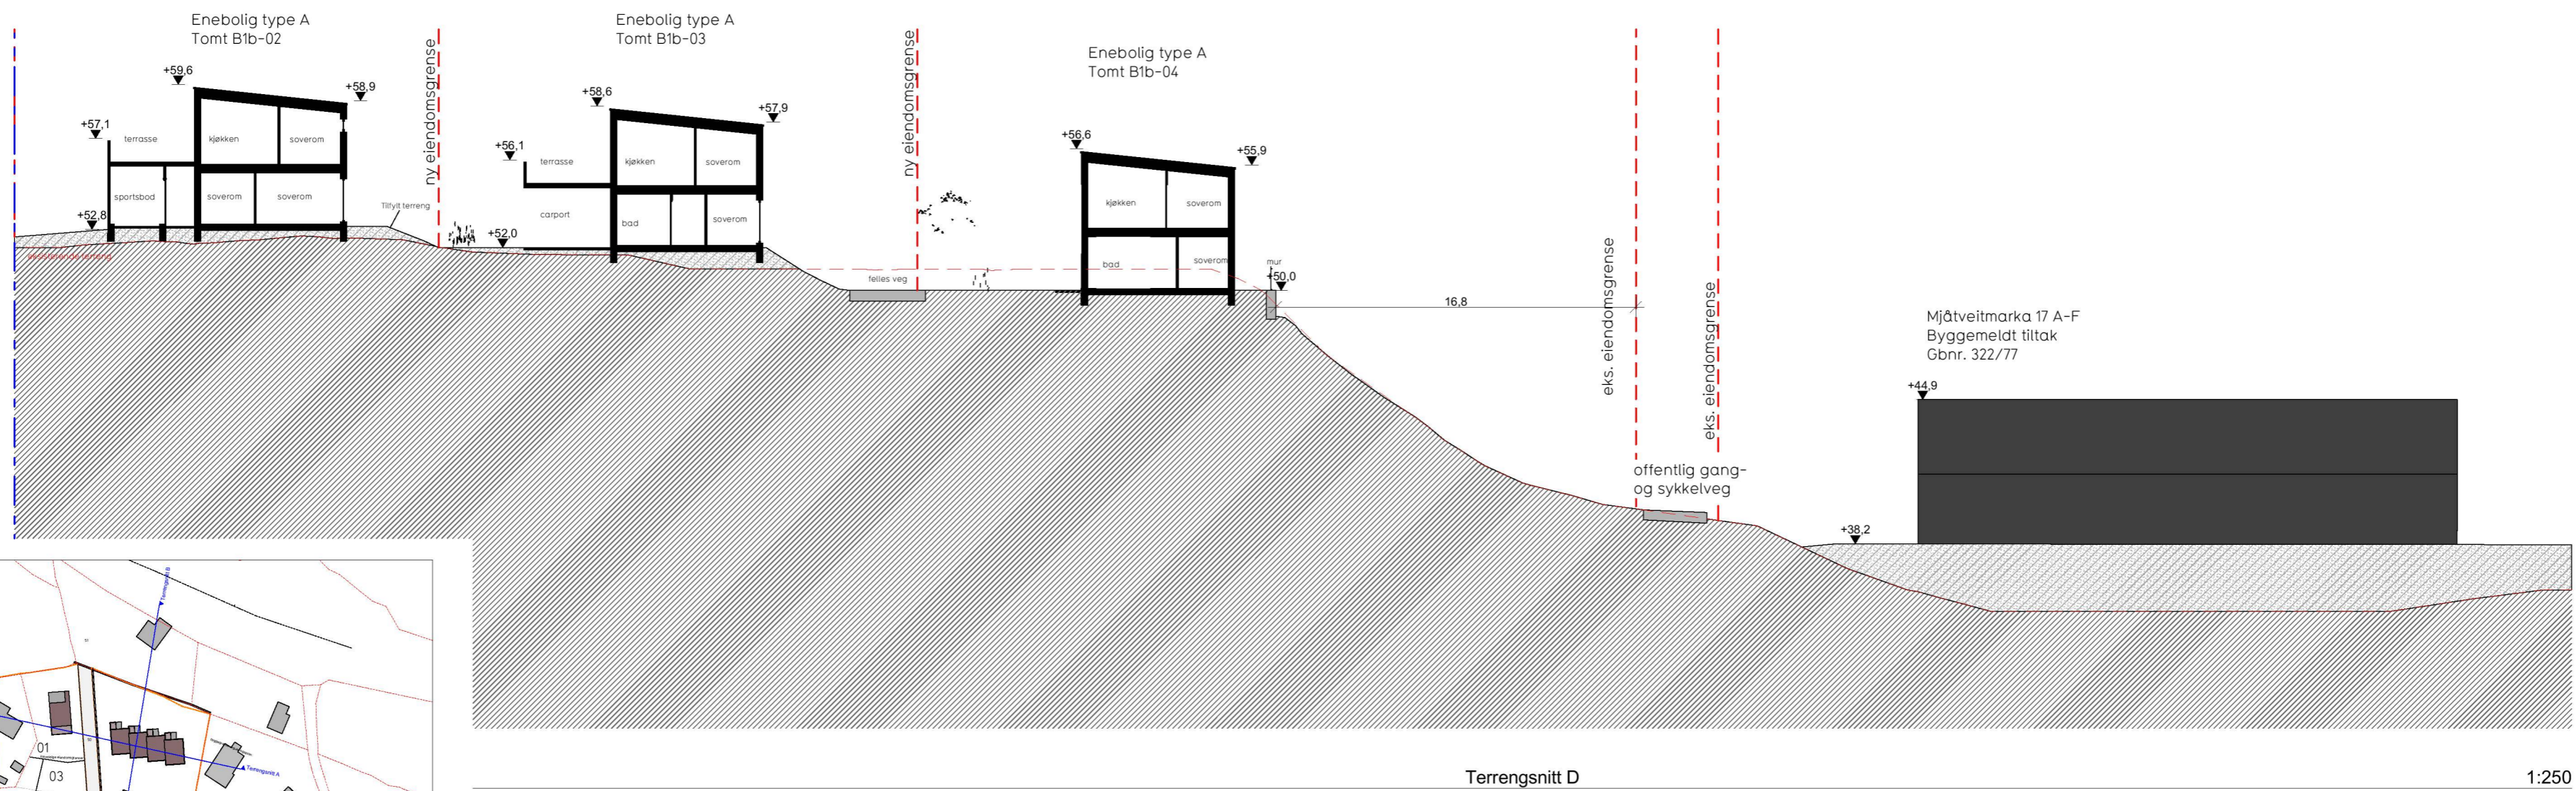 Enebolig type A
Tomt B1b-02
+59,6
+58,9
+57,1
terrasse
kjøkken
soverom
sportsbod
soverom
soverom
+52,8
Tilfylt terreng
eksisterende terreng
ny eiendomsgrense
Enebolig type A
Tomt B1b-03
+58,6
+57,9
+56,1
terrasse
kjøkken
soverom
carport
bad
soverom
+52,0
ny eiendomsgrense
felles veg
Enebolig type A
Tomt B1b-04
+56,6
+55,9
kjøkken
soverom
bad
soverom
mur
+50,0
16,8
eks. eiendomsgrense
eks. eiendomsgrense
offentlig gang-
og sykkelveg
Mjåtveitmarka 17 A-F
Byggemeldt tiltak
Gbnr. 322/77
+44,9
+38,2
Terrengsnitt B
01
03
Terrengsnitt A
Terrengsnitt D
1:250